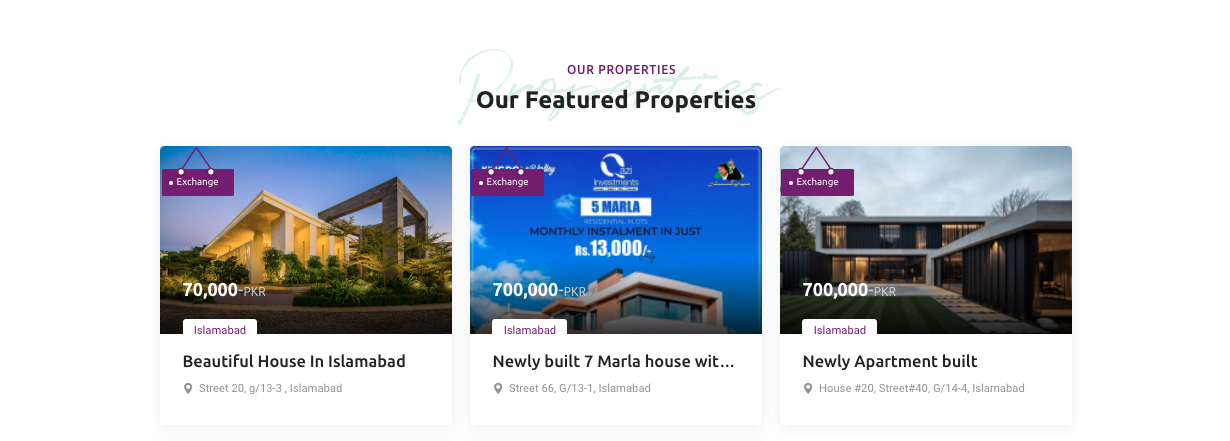 OUR PROPERTIES
Properties
Our Featured Properties
Exchange
70,000-PKR
Islamabad
Beautiful House In Islamabad
Street 20, g/13-3 , Islamabad
Exchange
Qazi
Investments
5 MARLA
RESIDENTIAL PLOTS
MONTHLY INSTALMENT IN JUST
Rs.13,000/-
700,000-PKR
Islamabad
Newly built 7 Marla house wit...
Street 66, G/13-1, Islamabad
Exchange
700,000-PKR
Islamabad
Newly Apartment built
House #20, Street#40, G/14-4, Islamabad